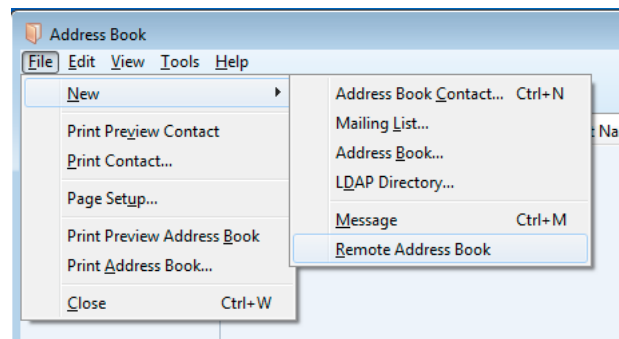 Address Book
File Edit View Tools Help
New
Print Preview Contact
Print Contact...
Page Setup...
Print Preview Address Book
Print Address Book...
Close Ctrl+W
Address Book Contact... Ctrl+N
Mailing List...
Address Book...
LDAP Directory...
Message Ctrl+M
Remote Address Book
Na